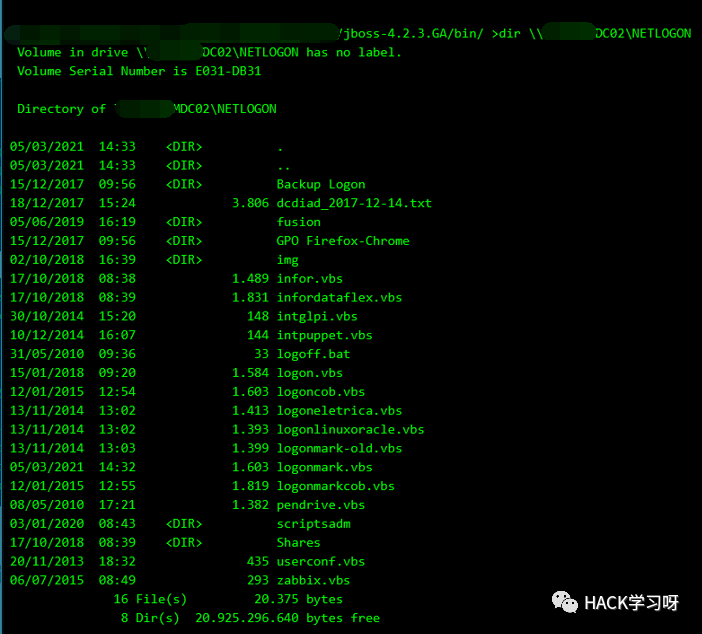 /jboss-4.2.3.GA/bin/ >dir \\DC02\NETLOGON
Volume in drive \\DC02\NETLOGON has no label.
Volume Serial Number is E031-DB31
Directory of MDC02\NETLOGON
05/03/2021 14:33 <DIR> .
05/03/2021 14:33 <DIR> ..
15/12/2017 09:56 <DIR> Backup Logon
18/12/2017 15:24 3.806 dcdiad_2017-12-14.txt
05/06/2019 16:19 <DIR> fusion
15/12/2017 09:56 <DIR> GPO Firefox-Chrome
02/10/2018 16:39 <DIR> img
17/10/2018 08:38 1.489 infor.vbs
17/10/2018 08:39 1.831 infordataflex.vbs
30/10/2014 15:20 148 intglpi.vbs
10/12/2014 16:07 144 intpuppet.vbs
31/05/2010 09:36 33 logoff.bat
15/01/2018 09:20 1.584 logon.vbs
12/01/2015 12:54 1.603 logoncob.vbs
13/11/2014 13:02 1.413 logoneletrica.vbs
13/11/2014 13:02 1.393 logonlinuxoracle.vbs
13/11/2014 13:03 1.399 logonmark-old.vbs
05/03/2021 14:32 1.603 logonmark.vbs
12/01/2015 12:55 1.819 logonmarkcob.vbs
08/05/2010 17:21 1.382 pendrive.vbs
03/01/2020 08:43 <DIR> scriptsadm
17/10/2018 08:39 <DIR> Shares
20/11/2013 18:32 435 userconf.vbs
06/07/2015 08:49 293 zabbix.vbs
16 File(s) 20.375 bytes
8 Dir(s) 20.925.296.640 bytes free
HACK学习呀